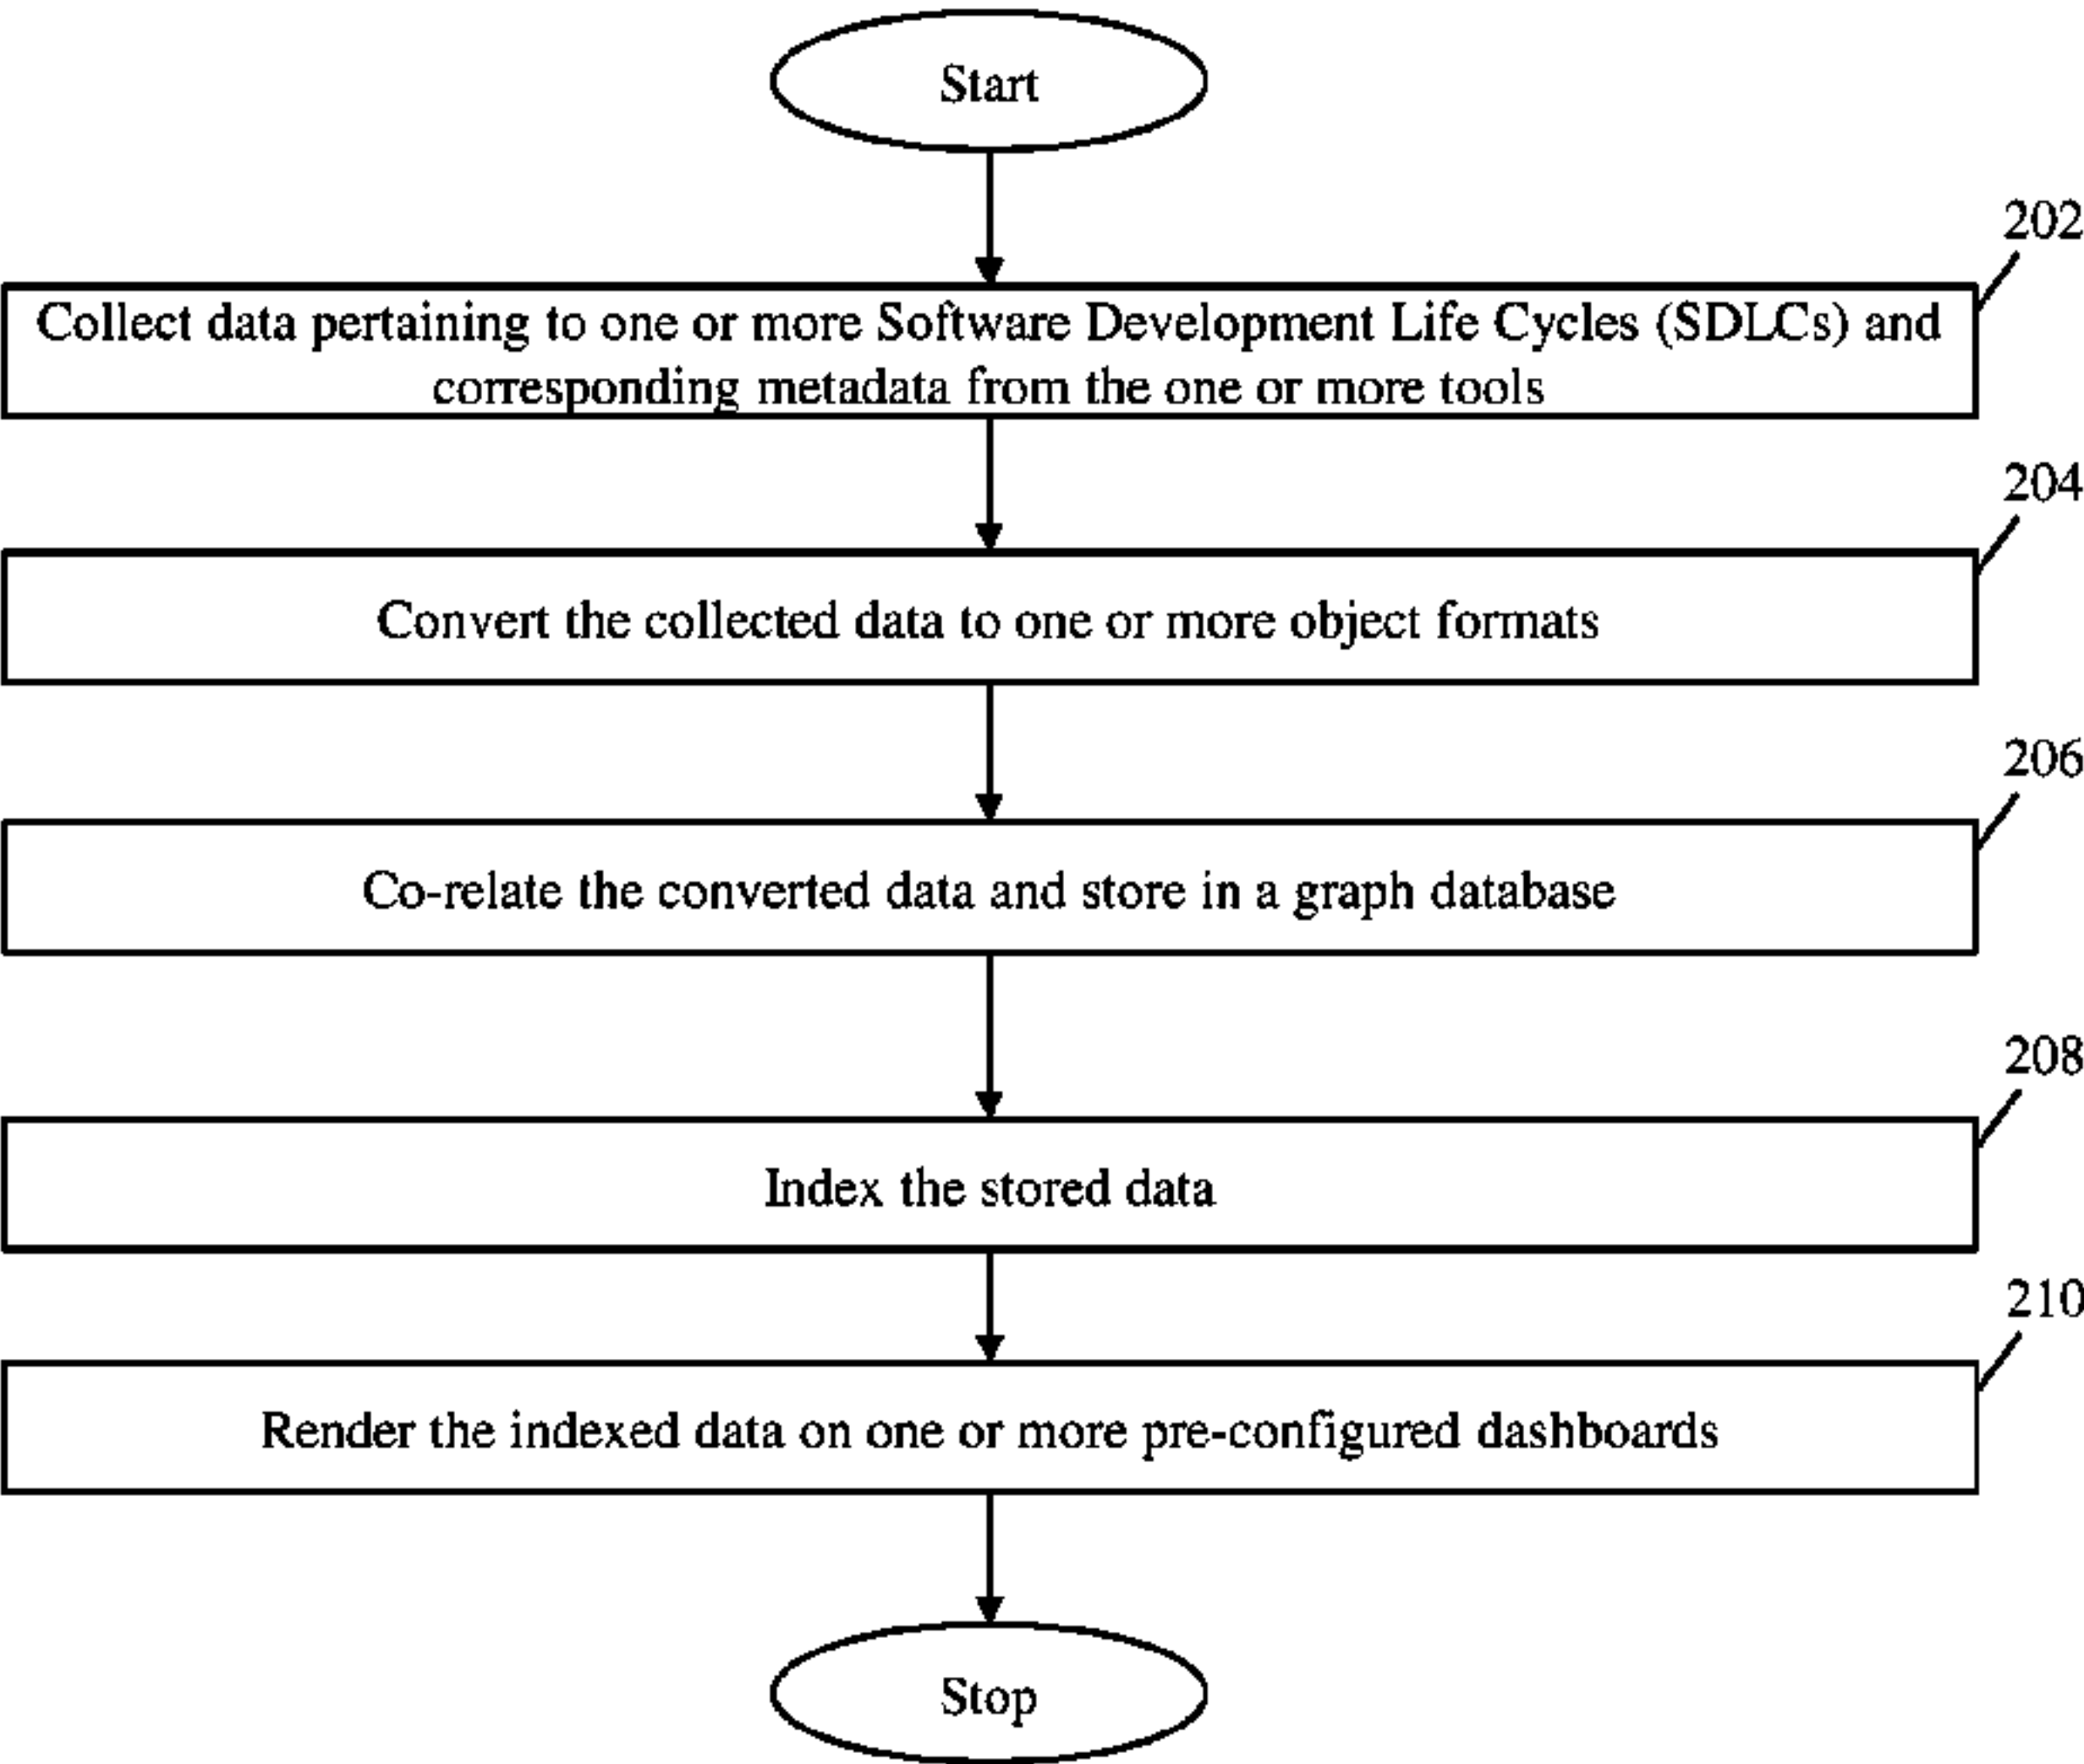 Start
202
Collect data pertaining to one or more Software Development Life Cycles (SDLCs) and
corresponding metadata from the one or more tools
204
Convert the collected data to one or more object formats
206
Co-relate the converted data and store in a graph database
208
Index the stored data
210
Render the indexed data on one or more pre-configured dashboards
Stop